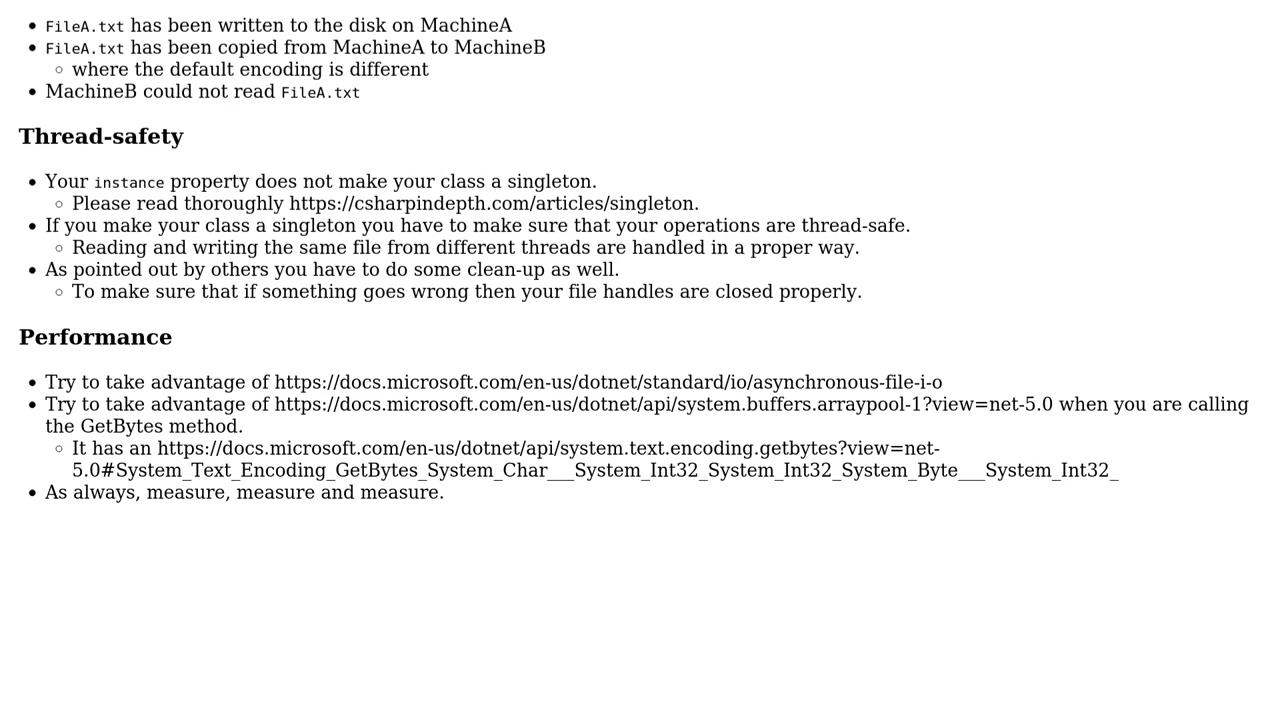 FileA.txt has been written to the disk on MachineA
FileA.txt has been copied from MachineA to MachineB
where the default encoding is different
MachineB could not read FileA.txt
Thread-safety
Your instance property does not make your class a singleton.
Please read thoroughly https://csharpindepth.com/articles/singleton.
If you make your class a singleton you have to make sure that your operations are thread-safe.
Reading and writing the same file from different threads are handled in a proper way.
As pointed out by others you have to do some clean-up as well.
To make sure that if something goes wrong then your file handles are closed properly.
Performance
Try to take advantage of https://docs.microsoft.com/en-us/dotnet/standard/io/asynchronous-file-i-o
Try to take advantage of https://docs.microsoft.com/en-us/dotnet/api/system.buffers.arraypool-1?view=net-5.0 when you are calling
the GetBytes method.
It has an https://docs.microsoft.com/en-us/dotnet/api/system.text.encoding.getbytes?view=net-
5.0#System_Text_Encoding_GetBytes_System_Char___System_Int32_System_Int32_System_Byte___System_Int32_
As always, measure, measure and measure.